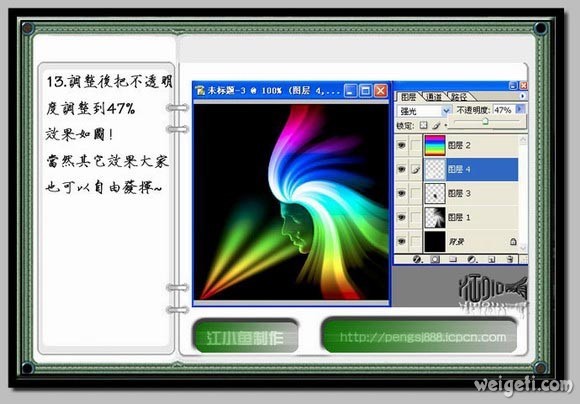 13.調整後把不透明
度調整到47%
效果如圖!
當然其它效果大家
也可以自由發揮~
未标题-3 @ 100% (图层 4,...
图层 通道 路径
强光 不透明度: 47%
锁定:
图层 2
图层 4
图层 3
图层 1
背景
江小鱼制作
http://pengsj888.icpcn.com
weigeti.com